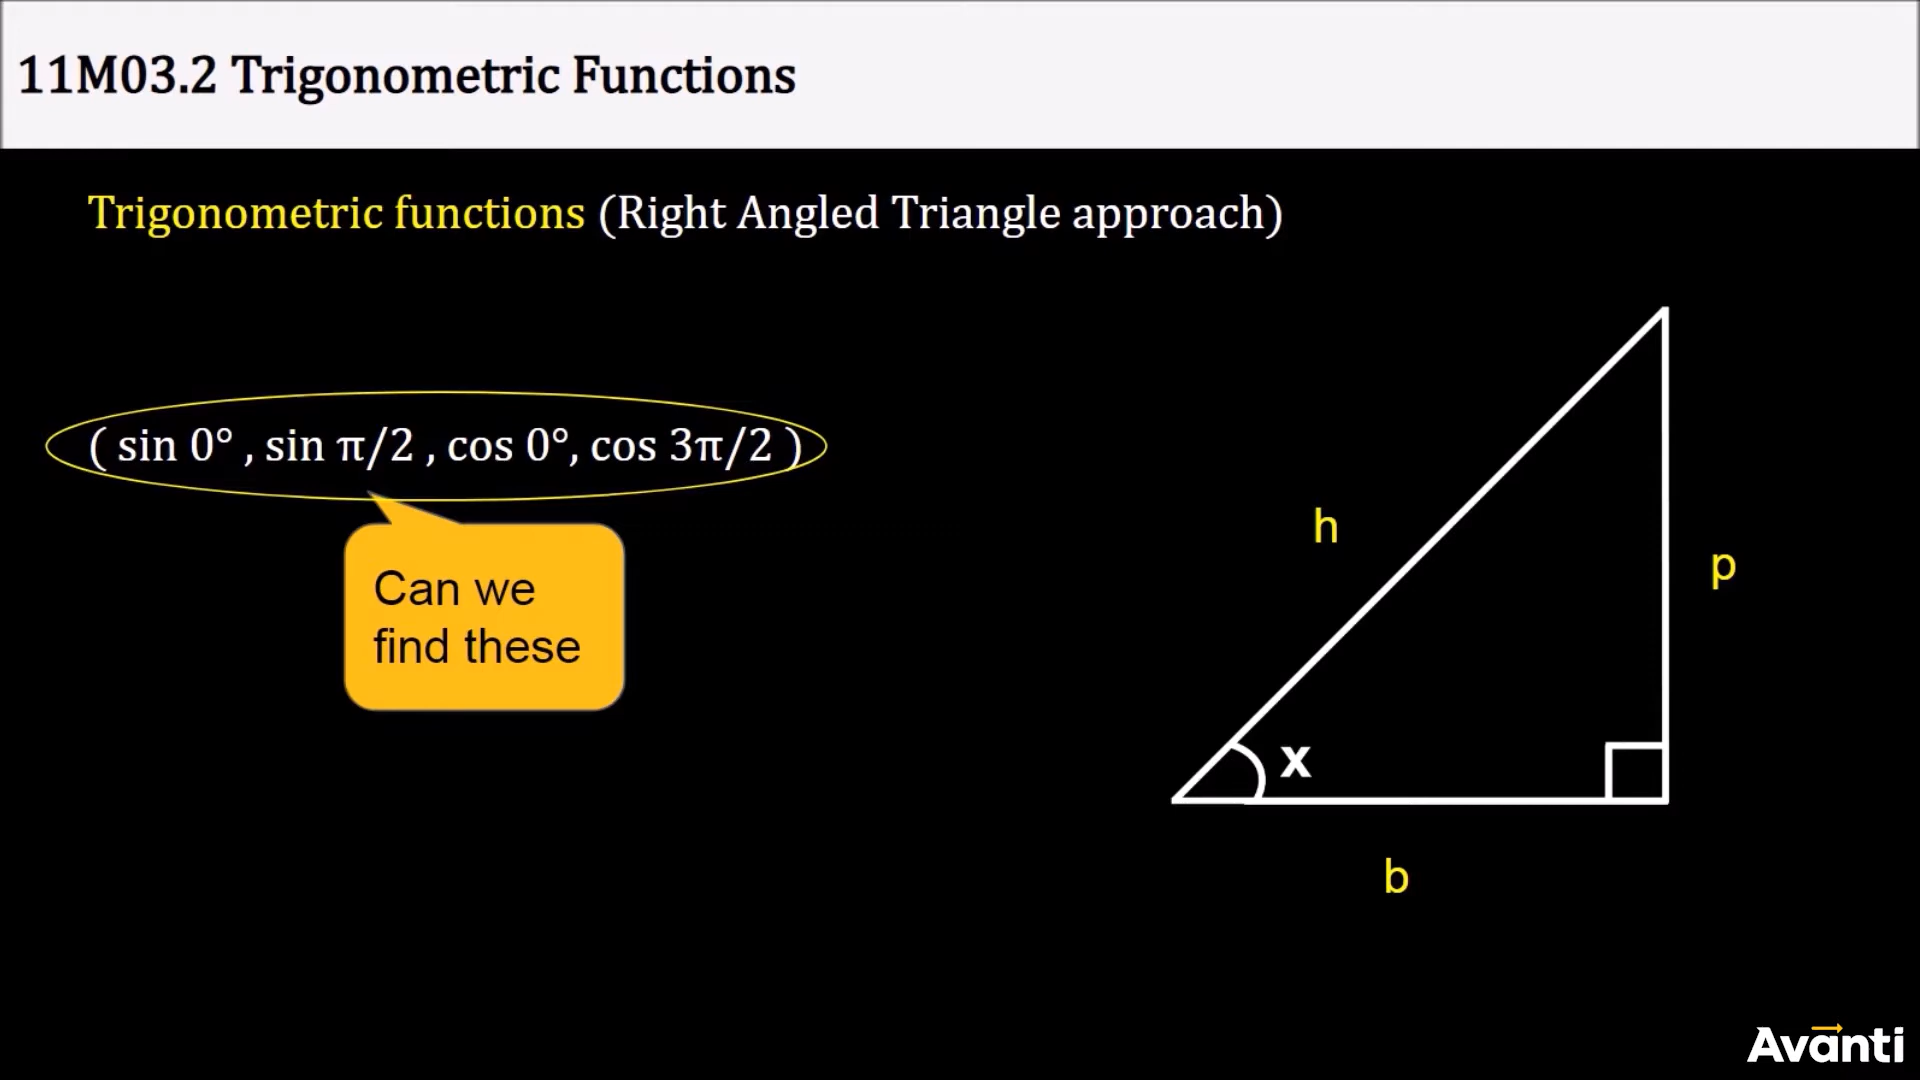 11M03.2 Trigonometric Functions
Trigonometric functions (Right Angled Triangle approach)
( sin 0° , sin π/2 , cos 0°, cos 3π/2 )
Can we
find these
h
p
x
b
Avanti